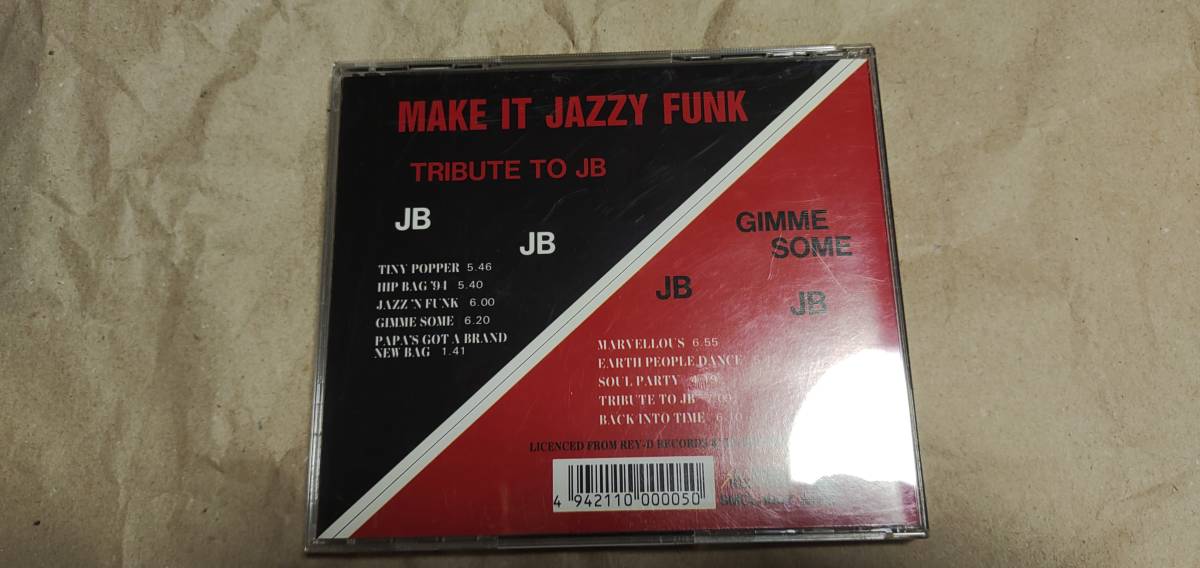 MAKE IT JAZZY FUNK
TRIBUTE TO JB
JB
JB
TINY POPPER 5.46
HIP BAG '94 5.40
JAZZ 'N FUNK 6.00
GIMME SOME 6.20
PAPA'S GOT A BRAND
NEW BAG 1.41
GIMME
SOME
JB
JB
MARVELLOUS 6.55
EARTH PEOPLE DANCE
SOUL PARTY
TRIBUTE TO JB
BACK INTO TIME 6.10
LICENCED FROM REY-D RECORDS
4 942110 000050